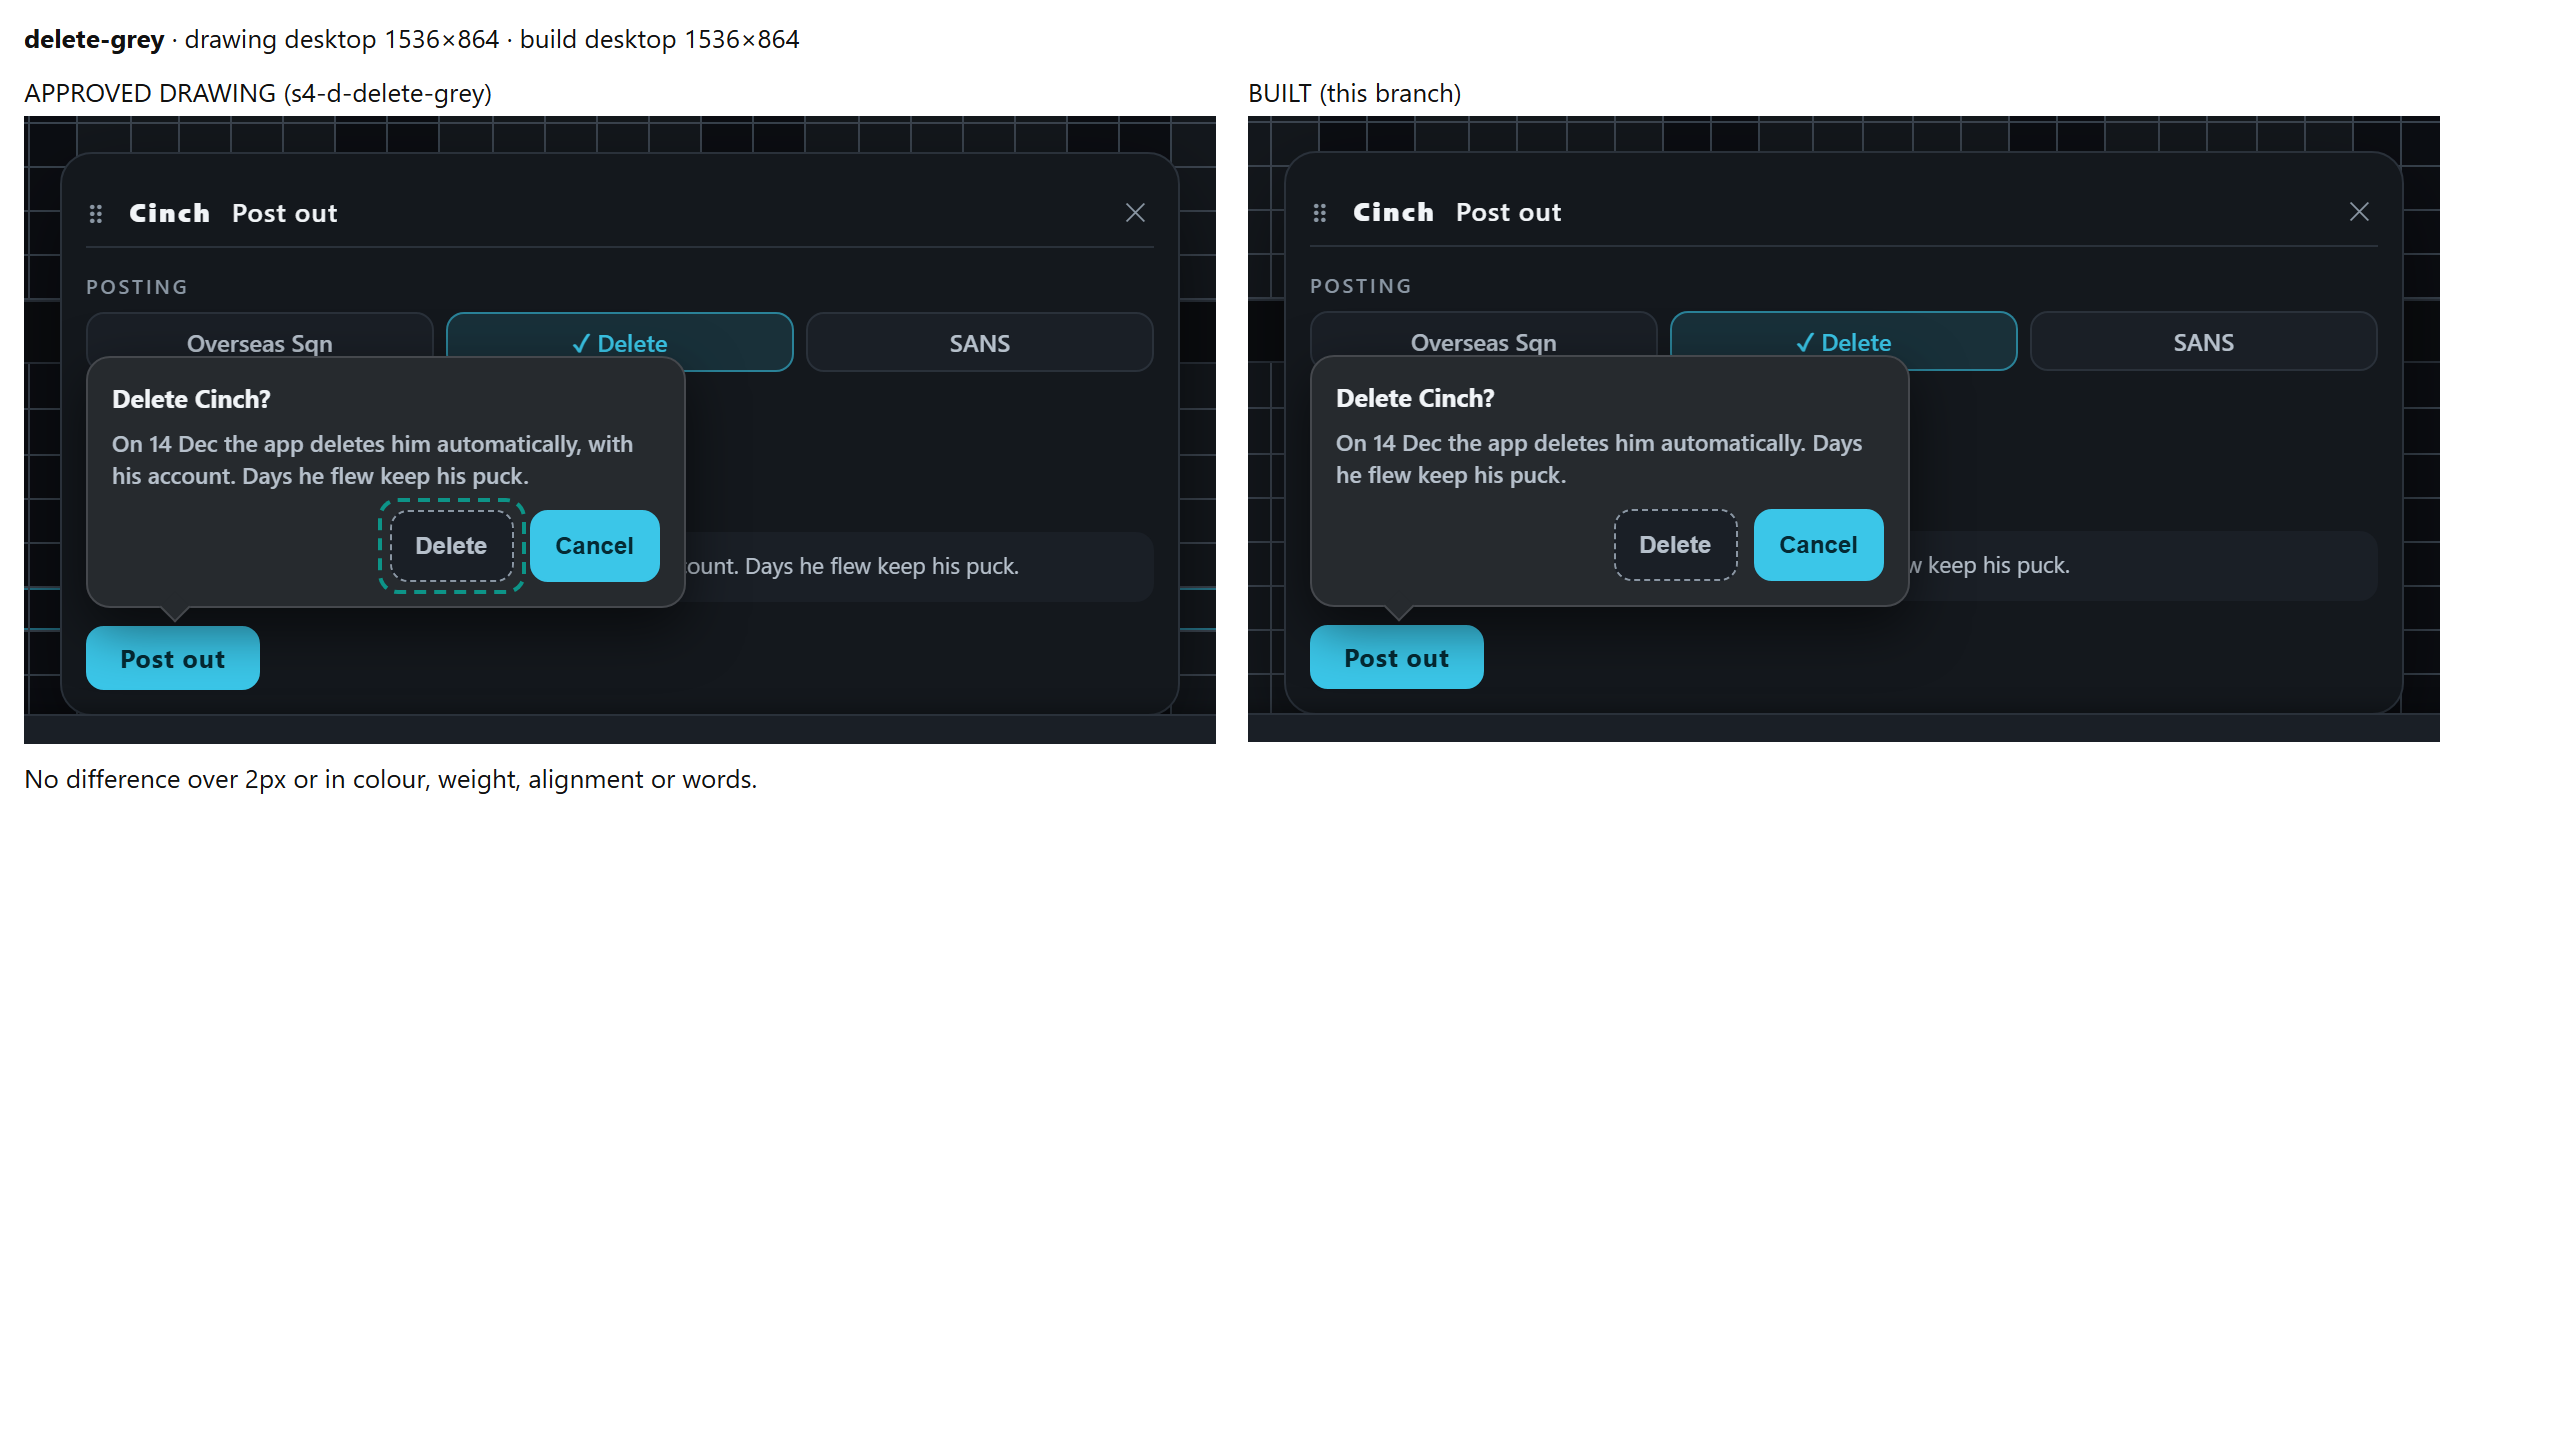 delete-grey · drawing desktop 1536×864 · build desktop 1536×864
APPROVED DRAWING (s4-d-delete-grey)
Cinch Post out
POSTING
Overseas Sqn
✓ Delete
SANS
Delete Cinch?
On 14 Dec the app deletes him automatically, with
his account. Days he flew keep his puck.
Delete
Cancel
Days he flew keep his puck.
Post out
BUILT (this branch)
Cinch Post out
POSTING
Overseas Sqn
✓ Delete
SANS
Delete Cinch?
On 14 Dec the app deletes him automatically. Days
he flew keep his puck.
Delete
Cancel
keep his puck.
Post out
No difference over 2px or in colour, weight, alignment or words.